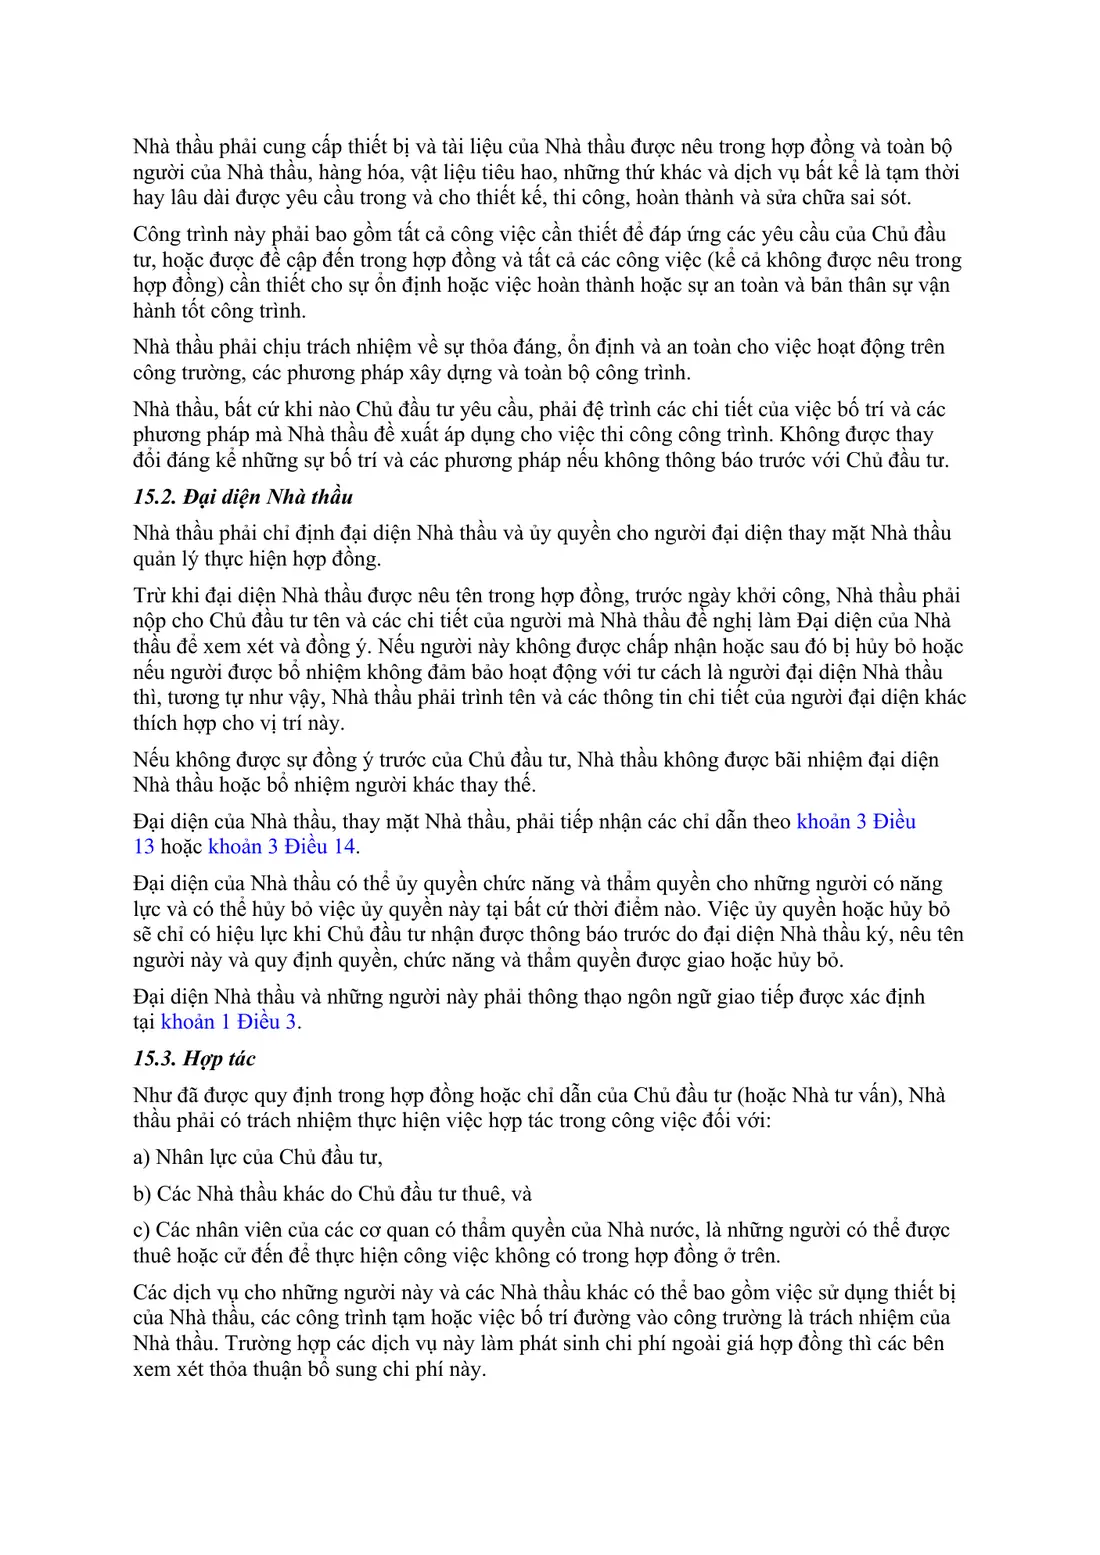 Nhà thầu phải cung cấp thiết bị và tài liệu của Nhà thầu được nêu trong hợp đồng và toàn bộ
người của Nhà thầu, hàng hóa, vật liệu tiêu hao, những thứ khác và dịch vụ bất kể là tạm thời
hay lâu dài được yêu cầu trong và cho thiết kế, thi công, hoàn thành và sửa chữa sai sót.
Công trình này phải bao gồm tất cả công việc cần thiết để đáp ứng các yêu cầu của Chủ đầu
tư, hoặc được đề cập đến trong hợp đồng và tất cả các công việc (kể cả không được nêu trong
hợp đồng) cần thiết cho sự ổn định hoặc việc hoàn thành hoặc sự an toàn và bản thân sự vận
hành tốt công trình.
Nhà thầu phải chịu trách nhiệm về sự thỏa đáng, ổn định và an toàn cho việc hoạt động trên
công trường, các phương pháp xây dựng và toàn bộ công trình.
Nhà thầu, bất cứ khi nào Chủ đầu tư yêu cầu, phải đệ trình các chi tiết của việc bố trí và các
phương pháp mà Nhà thầu đề xuất áp dụng cho việc thi công công trình. Không được thay
đổi đáng kể những sự bố trí và các phương pháp nếu không thông báo trước với Chủ đầu tư.
15.2. Đại diện Nhà thầu
Nhà thầu phải chỉ định đại diện Nhà thầu và ủy quyền cho người đại diện thay mặt Nhà thầu
quản lý thực hiện hợp đồng.
Trừ khi đại diện Nhà thầu được nêu tên trong hợp đồng, trước ngày khởi công, Nhà thầu phải
nộp cho Chủ đầu tư tên và các chi tiết của người mà Nhà thầu đề nghị làm Đại diện của Nhà
thầu để xem xét và đồng ý. Nếu người này không được chấp nhận hoặc sau đó bị hủy bỏ hoặc
nếu người được bổ nhiệm không đảm bảo hoạt động với tư cách là người đại diện Nhà thầu
thì, tương tự như vậy, Nhà thầu phải trình tên và các thông tin chi tiết của người đại diện khác
thích hợp cho vị trí này.
Nếu không được sự đồng ý trước của Chủ đầu tư, Nhà thầu không được bãi nhiệm đại diện
Nhà thầu hoặc bổ nhiệm người khác thay thế.
Đại diện của Nhà thầu, thay mặt Nhà thầu, phải tiếp nhận các chỉ dẫn theo khoản 3 Điều
13 hoặc khoản 3 Điều 14.
Đại diện của Nhà thầu có thể ủy quyền chức năng và thẩm quyền cho những người có năng
lực và có thể hủy bỏ việc ủy quyền này tại bất cứ thời điểm nào. Việc ủy quyền hoặc hủy bỏ
sẽ chỉ có hiệu lực khi Chủ đầu tư nhận được thông báo trước do đại diện Nhà thầu ký, nêu tên
người này và quy định quyền, chức năng và thẩm quyền được giao hoặc hủy bỏ.
Đại diện Nhà thầu và những người này phải thông thạo ngôn ngữ giao tiếp được xác định
tại khoản 1 Điều 3.
15.3. Hợp tác
Như đã được quy định trong hợp đồng hoặc chỉ dẫn của Chủ đầu tư (hoặc Nhà tư vấn), Nhà
thầu phải có trách nhiệm thực hiện việc hợp tác trong công việc đối với:
a) Nhân lực của Chủ đầu tư,
b) Các Nhà thầu khác do Chủ đầu tư thuê, và
c) Các nhân viên của các cơ quan có thẩm quyền của Nhà nước, là những người có thể được
thuê hoặc cử đến để thực hiện công việc không có trong hợp đồng ở trên.
Các dịch vụ cho những người này và các Nhà thầu khác có thể bao gồm việc sử dụng thiết bị
của Nhà thầu, các công trình tạm hoặc việc bố trí đường vào công trường là trách nhiệm của
Nhà thầu. Trường hợp các dịch vụ này làm phát sinh chi phí ngoài giá hợp đồng thì các bên
xem xét thỏa thuận bổ sung chi phí này.